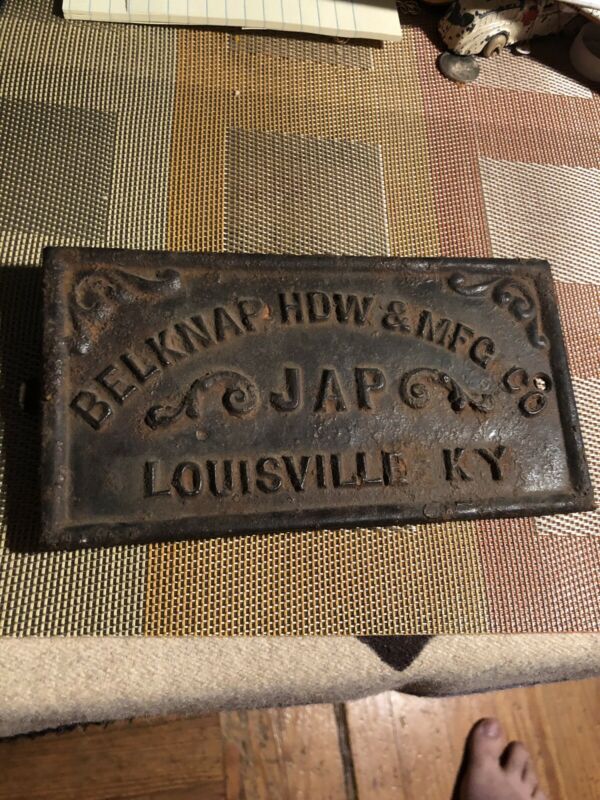 BELKNAP HDW & MFG CO
JAP
LOUISVILLE KY